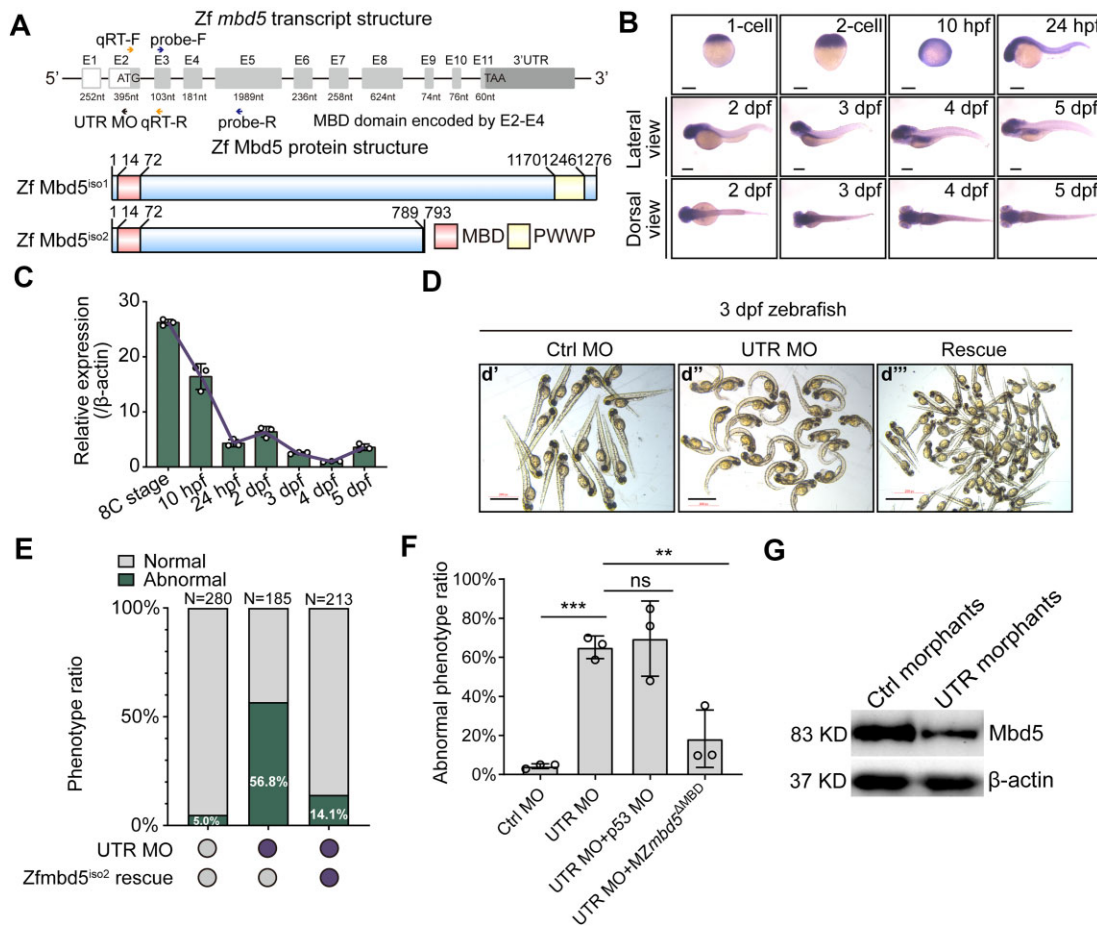 A
Zf mbd5 transcript structure
qRT-F probe-F
E1 E2 E3 E4 E5 E6 E7 E8 E9 E10 E11 3'UTR
5' ATG TAA 3'
252nt 395nt 103nt 181nt 1989nt 236nt 258nt 624nt 74nt 76nt 60nt
UTR MO qRT-R probe-R MBD domain encoded by E2-E4
Zf Mbd5 protein structure
1 14 72 1170 1246 1276
Zf Mbd5iso1
1 14 72 789 793
Zf Mbd5iso2 MBD PWWP
B
1-cell 2-cell 10 hpf 24 hpf
Lateral view
2 dpf 3 dpf 4 dpf 5 dpf
Dorsal view
2 dpf 3 dpf 4 dpf 5 dpf
C
Relative expression (/β-actin)
30
20
10
0
8C stage 10 hpf 24 hpf 2 dpf 3 dpf 4 dpf 5 dpf
D
3 dpf zebrafish
Ctrl MO UTR MO Rescue
d' d'' d'''
E
Normal
Abnormal
N=280 N=185 N=213
Phenotype ratio
100%
50%
0%
5.0% 56.8% 14.1%
UTR MO
Zfmbd5iso2 rescue
F
Abnormal phenotype ratio
100%
80%
60%
40%
20%
0%
**
ns
***
Ctrl MO
UTR MO
UTR MO+p53 MO
UTR MO+MZmbd5ΔMBD
G
Ctrl morphants
UTR morphants
83 KD Mbd5
37 KD β-actin